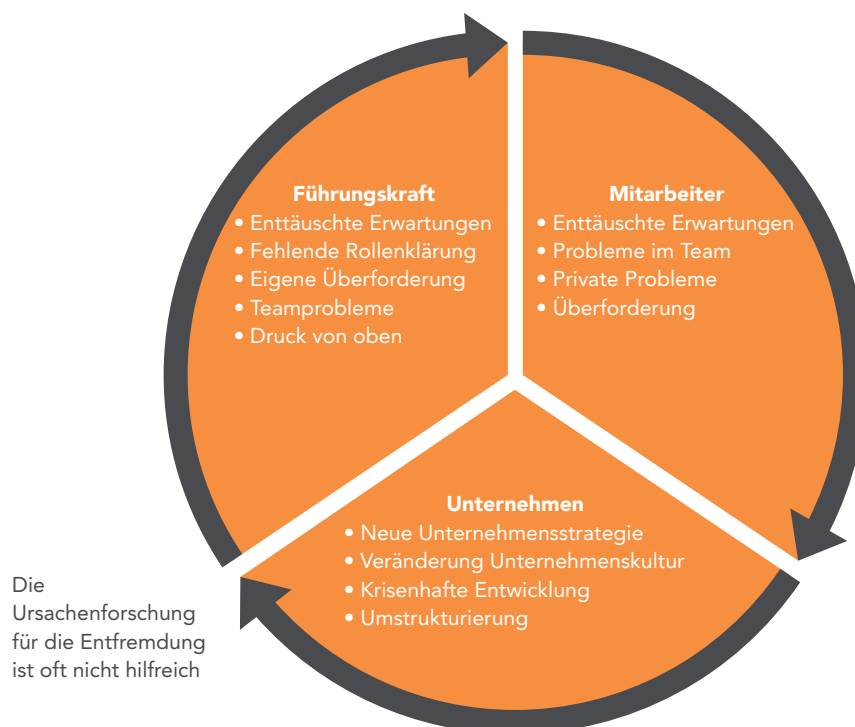 Führungskraft
• Enttäuschte Erwartungen
• Fehlende Rollenklärung
• Eigene Überforderung
• Teamprobleme
• Druck von oben
Mitarbeiter
• Enttäuschte Erwartungen
• Probleme im Team
• Private Probleme
• Überforderung
Unternehmen
• Neue Unternehmensstrategie
• Veränderung Unternehmenskultur
• Krisenhafte Entwicklung
• Umstrukturierung
Die
Ursachenforschung
für die Entfremdung
ist oft nicht hilfreich